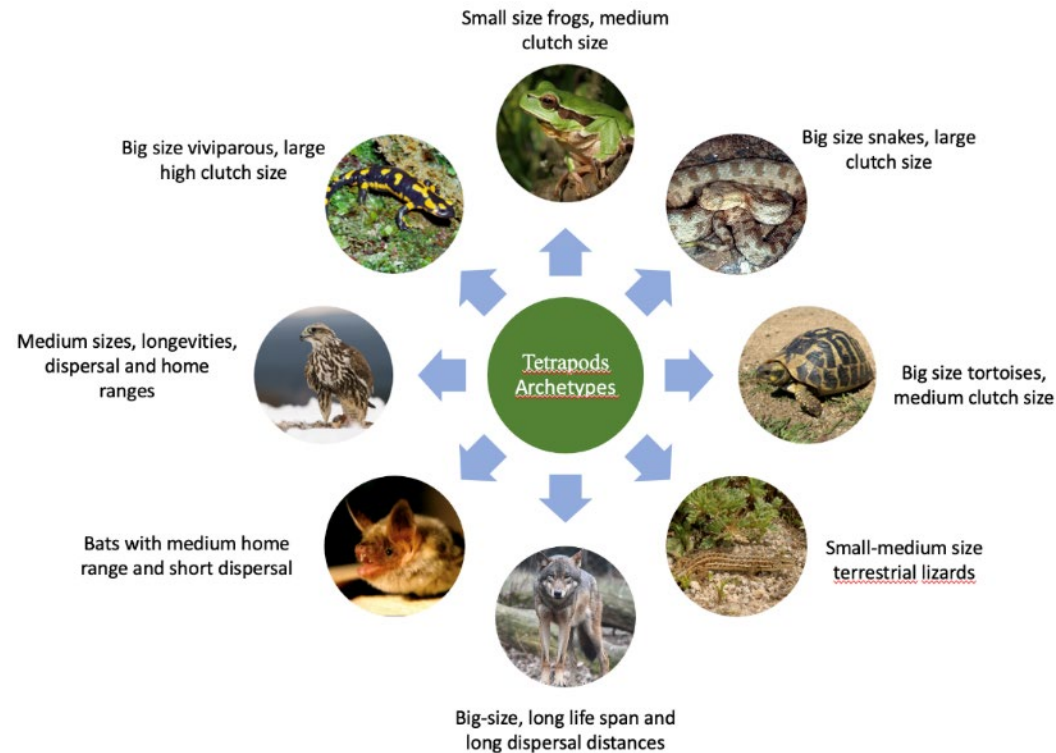 Small size frogs, medium
clutch size
Big size viviparous, large
high clutch size
Big size snakes, large
clutch size
Medium sizes, longevities,
dispersal and home
ranges
Tetrapods
Archetypes
Big size tortoises,
medium clutch size
Bats with medium home
range and short dispersal
Small-medium size
terrestrial lizards
Big-size, long life span and
long dispersal distances